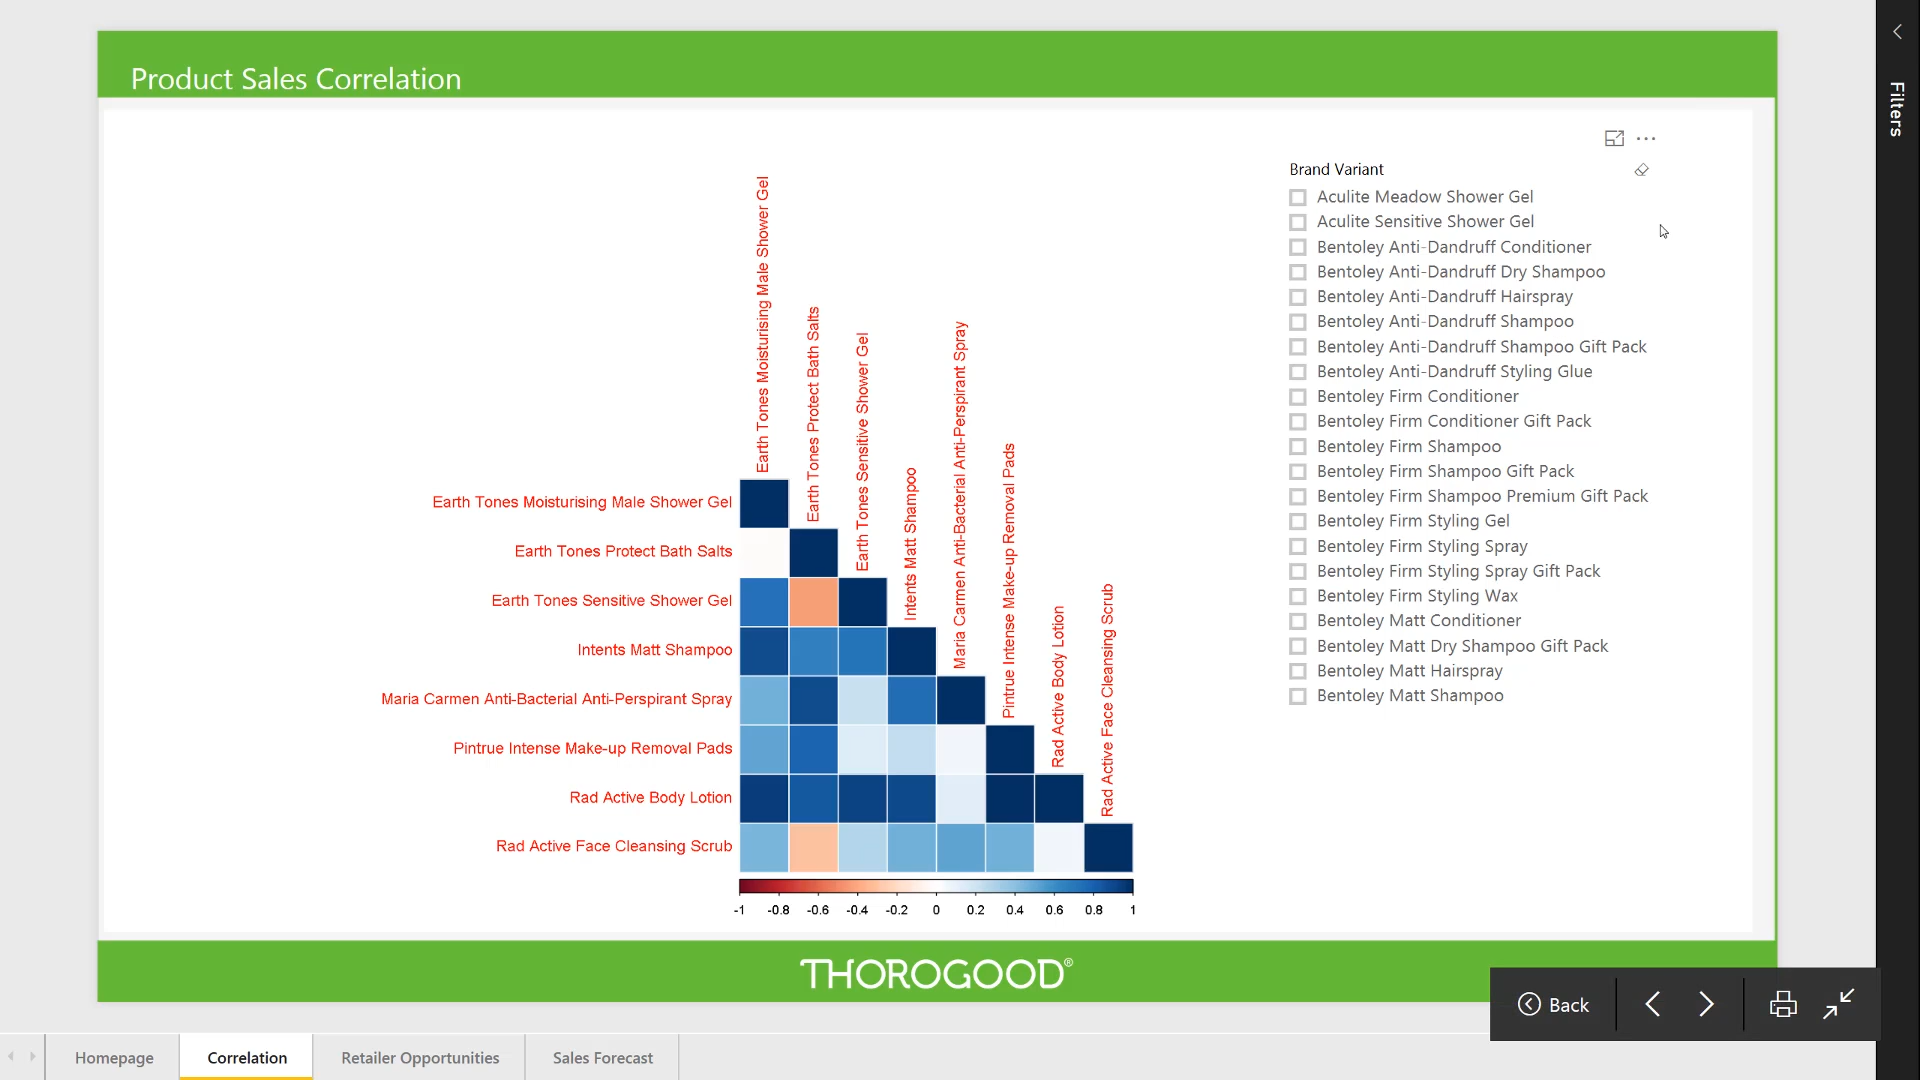 Product Sales Correlation
Filters
Brand Variant
Aculite Meadow Shower Gel
Aculite Sensitive Shower Gel
Bentoley Anti-Dandruff Conditioner
Bentoley Anti-Dandruff Dry Shampoo
Bentoley Anti-Dandruff Hairspray
Bentoley Anti-Dandruff Shampoo
Bentoley Anti-Dandruff Shampoo Gift Pack
Bentoley Anti-Dandruff Styling Glue
Bentoley Firm Conditioner
Bentoley Firm Conditioner Gift Pack
Bentoley Firm Shampoo
Bentoley Firm Shampoo Gift Pack
Bentoley Firm Shampoo Premium Gift Pack
Bentoley Firm Styling Gel
Bentoley Firm Styling Spray
Bentoley Firm Styling Spray Gift Pack
Bentoley Firm Styling Wax
Bentoley Matt Conditioner
Bentoley Matt Dry Shampoo Gift Pack
Bentoley Matt Hairspray
Bentoley Matt Shampoo
Earth Tones Moisturising Male Shower Gel
Earth Tones Protect Bath Salts
Earth Tones Sensitive Shower Gel
Intents Matt Shampoo
Maria Carmen Anti-Bacterial Anti-Perspirant Spray
Pintrue Intense Make-up Removal Pads
Rad Active Body Lotion
Rad Active Face Cleansing Scrub
Earth Tones Moisturising Male Shower Gel
Earth Tones Protect Bath Salts
Earth Tones Sensitive Shower Gel
Intents Matt Shampoo
Maria Carmen Anti-Bacterial Anti-Perspirant Spray
Pintrue Intense Make-up Removal Pads
Rad Active Body Lotion
Rad Active Face Cleansing Scrub
-1 -0.8 -0.6 -0.4 -0.2 0 0.2 0.4 0.6 0.8 1
THOROGOOD®
Back
Homepage Correlation Retailer Opportunities Sales Forecast